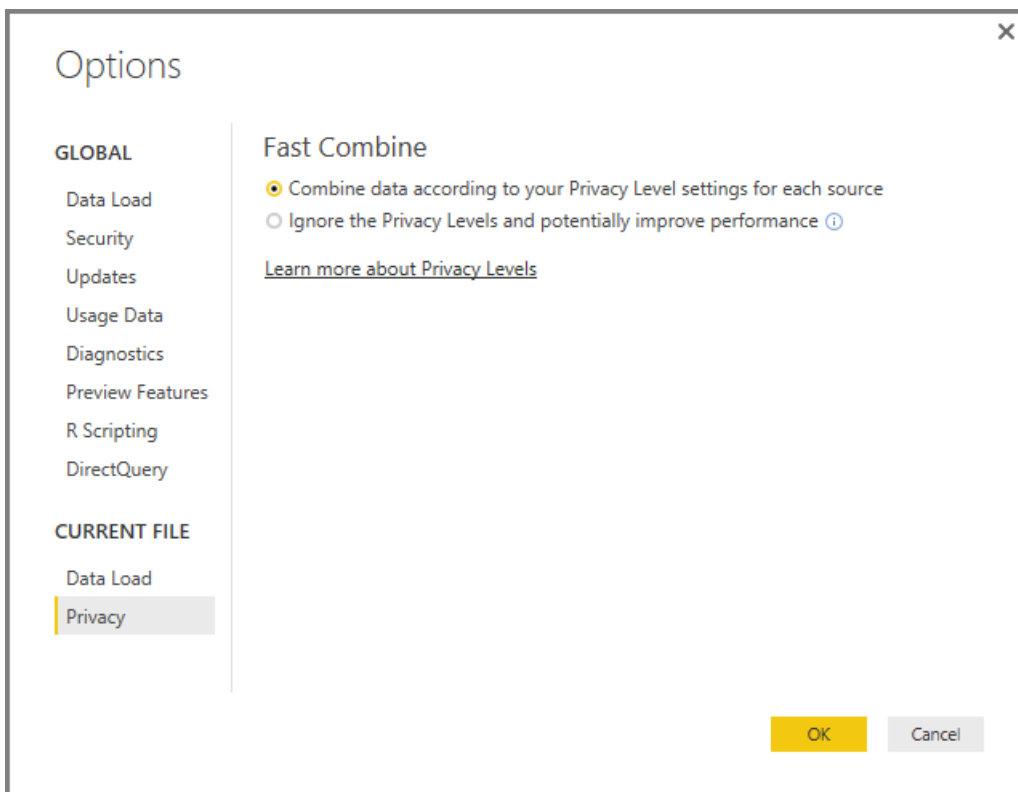 Options
GLOBAL
Data Load
Security
Updates
Usage Data
Diagnostics
Preview Features
R Scripting
DirectQuery
CURRENT FILE
Data Load
Privacy
Fast Combine
Combine data according to your Privacy Level settings for each source
Ignore the Privacy Levels and potentially improve performance
Learn more about Privacy Levels
OK
Cancel